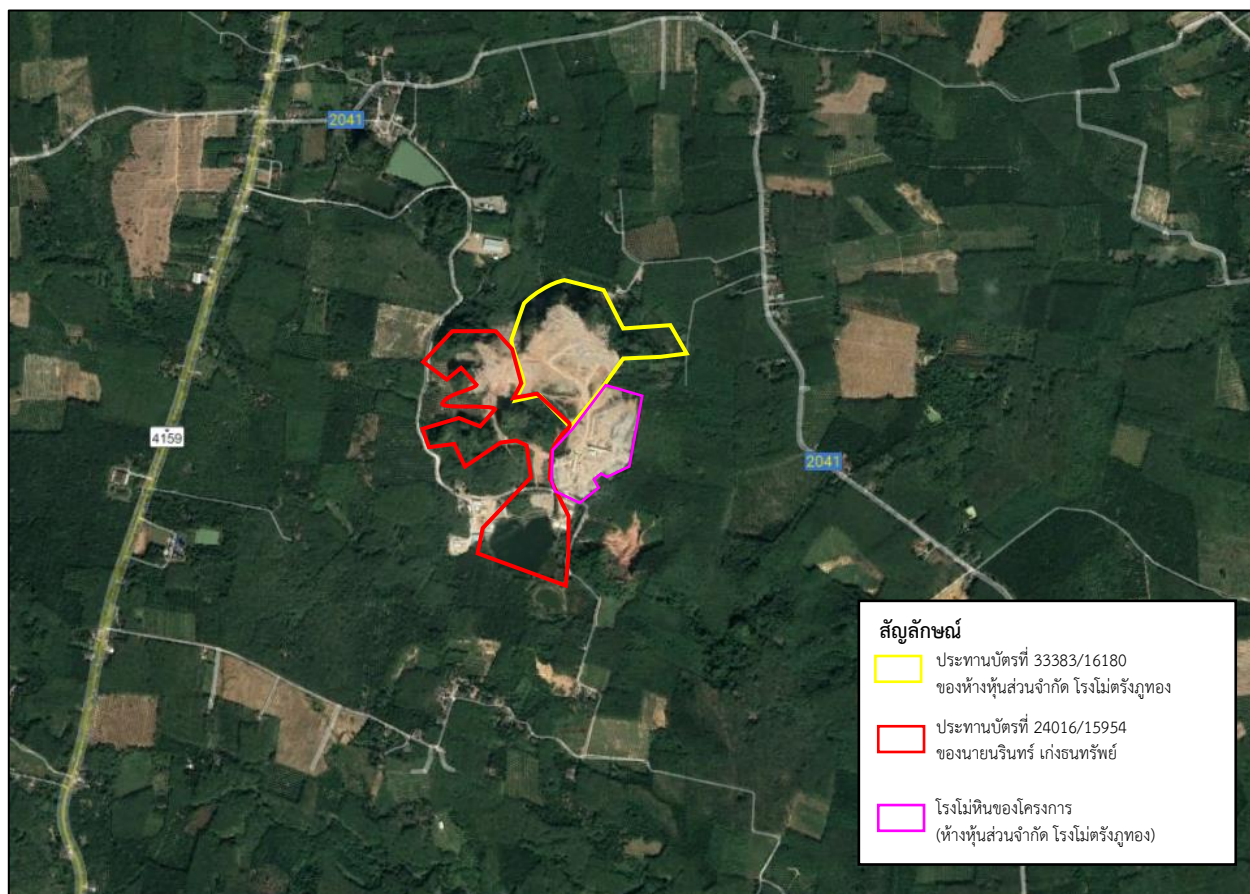 2041
4159
2041
สัญลักษณ์
ประทานบัตรที่ 33383/16180
ของห้างหุ้นส่วนจำกัด โรงโม่ตรังภูทอง
ประทานบัตรที่ 24016/15954
ของนายนรินทร์ เก่งธนทรัพย์
โรงโม่หินของโครงการ
(ห้างหุ้นส่วนจำกัด โรงโม่ตรังภูทอง)